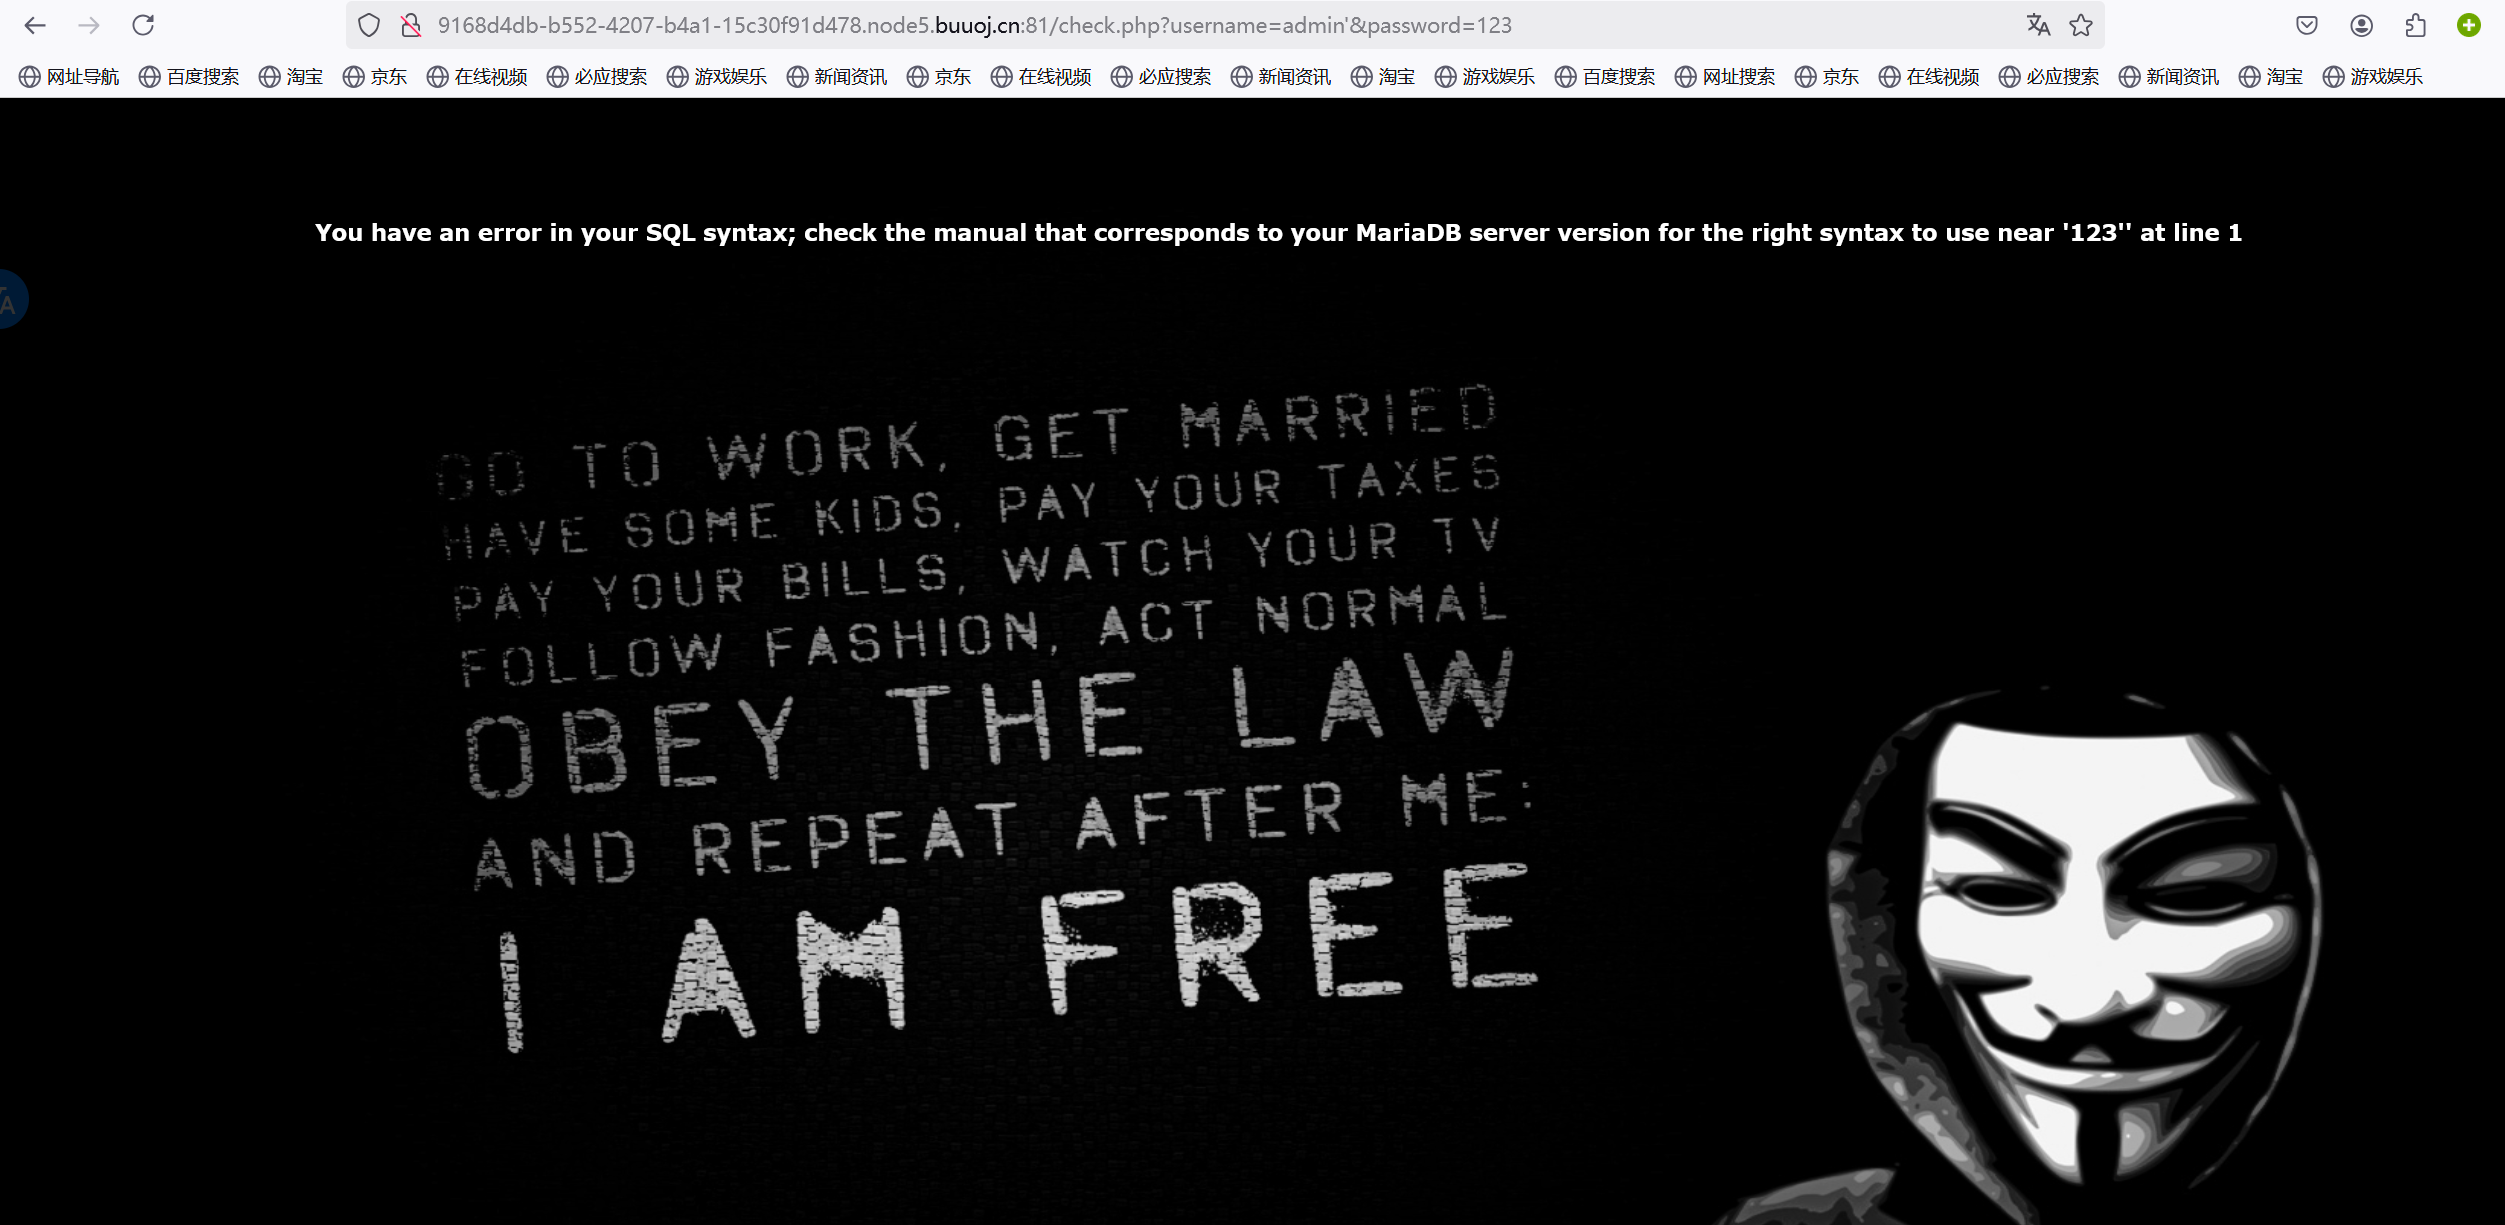 9168d4db-b552-4207-b4a1-15c30f91d478.node5.buuoj.cn:81/check.php?username=admin'&password=123
网址导航 百度搜索 淘宝 京东 在线视频 必应搜索 游戏娱乐 新闻资讯 京东 在线视频 必应搜索 新闻资讯 淘宝 游戏娱乐 百度搜索 网址搜索 京东 在线视频 必应搜索 新闻资讯 淘宝 游戏娱乐
You have an error in your SQL syntax; check the manual that corresponds to your MariaDB server version for the right syntax to use near '123'' at line 1
GO TO WORK, GET MARRIED
HAVE SOME KIDS, PAY YOUR TAXES
PAY YOUR BILLS, WATCH YOUR TV
FOLLOW FASHION, ACT NORMAL
OBEY THE LAW
AND REPEAT AFTER ME:
I AM FREE